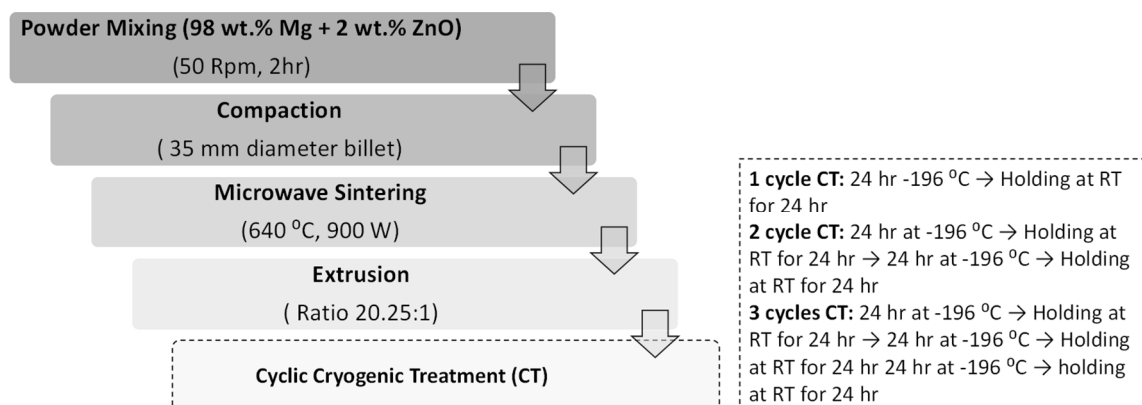 Powder Mixing (98 wt.% Mg + 2 wt.% ZnO)
(50 Rpm, 2hr)
Compaction
( 35 mm diameter billet)
Microwave Sintering
(640 ⁰C, 900 W)
Extrusion
( Ratio 20.25:1)
Cyclic Cryogenic Treatment (CT)
1 cycle CT: 24 hr -196 ⁰C → Holding at RT
for 24 hr
2 cycle CT: 24 hr at -196 ⁰C → Holding at
RT for 24 hr → 24 hr at -196 ⁰C → Holding
at RT for 24 hr
3 cycles CT: 24 hr at -196 ⁰C → Holding at
RT for 24 hr → 24 hr at -196 ⁰C → Holding
at RT for 24 hr 24 hr at -196 ⁰C → holding
at RT for 24 hr